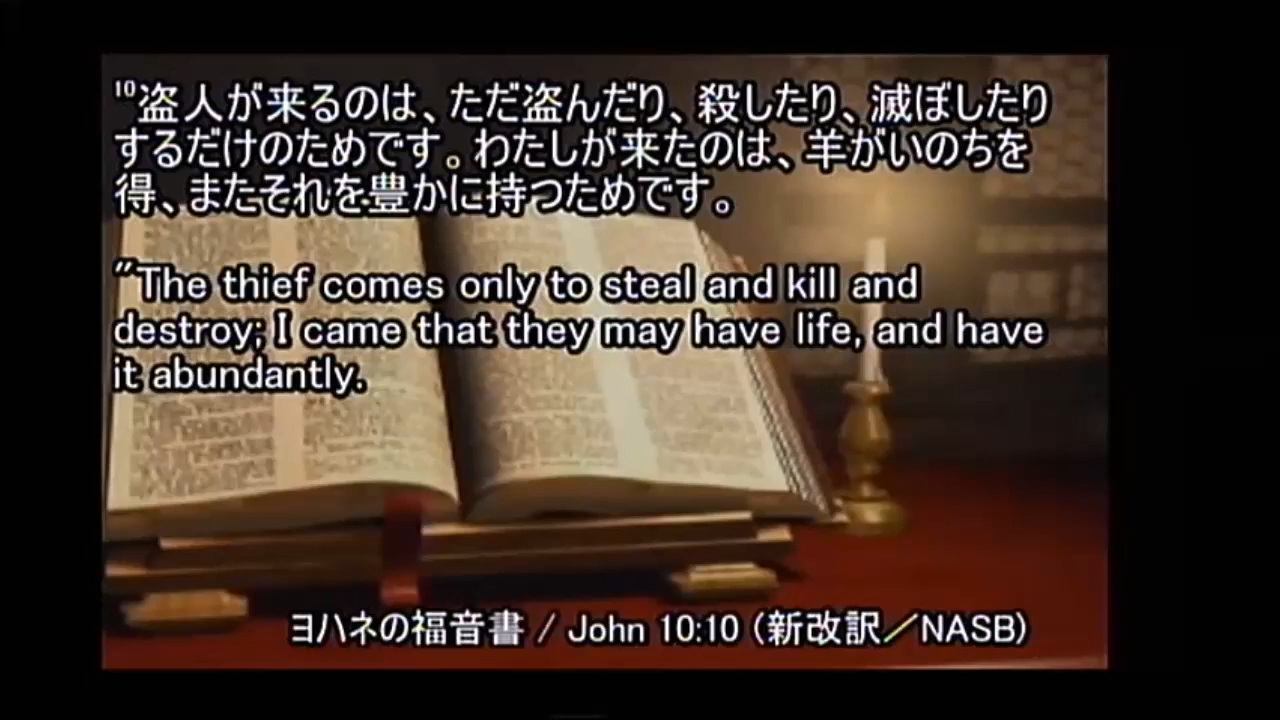 10盗人が来るのは、ただ盗んだり、殺したり、滅ぼしたり
するだけのためです。わたしが来たのは、羊がいのちを
得、またそれを豊かに持つためです。
"The thief comes only to steal and kill and
destroy; I came that they may have life, and have
it abundantly.
ヨハネの福音書 / John 10:10 (新改訳／NASB)